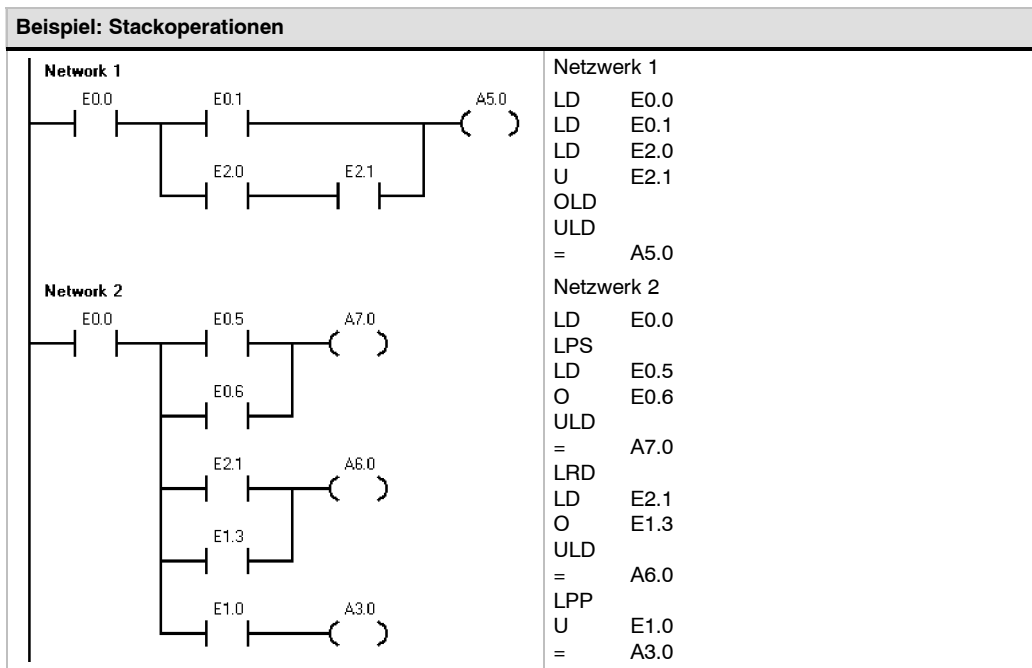 Beispiel: Stackoperationen
Network 1
E0.0 E0.1 A5.0
E2.0 E2.1
Network 2
E0.0 E0.5 A7.0
E0.6
E2.1 A6.0
E1.3
E1.0 A3.0
Netzwerk 1
LD E0.0
LD E0.1
LD E2.0
U E2.1
OLD
ULD
= A5.0
Netzwerk 2
LD E0.0
LPS
LD E0.5
O E0.6
ULD
= A7.0
LRD
LD E2.1
O E1.3
ULD
= A6.0
LPP
U E1.0
= A3.0